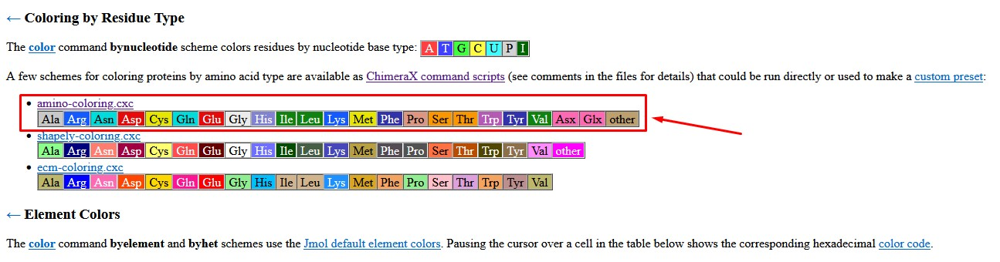 ← Coloring by Residue Type
The color command bynucleotide scheme colors residues by nucleotide base type: A T G C U P I
A few schemes for coloring proteins by amino acid type are available as ChimeraX command scripts (see comments in the files for details) that could be run directly or used to make a custom preset:
• amino-coloring.cxc
Ala Arg Asn Asp Cys Gln Glu Gly His Ile Leu Lys Met Phe Pro Ser Thr Trp Tyr Val Asx Glx other
• shapely-coloring.cxc
Ala Arg Asn Asp Cys Gln Glu Gly His Ile Leu Lys Met Phe Pro Ser Thr Trp Tyr Val other
• ecm-coloring.cxc
Ala Arg Asn Asp Cys Gln Glu Gly His Ile Leu Lys Met Phe Pro Ser Thr Trp Tyr Val
← Element Colors
The color command byelement and byhet schemes use the Jmol default element colors. Pausing the cursor over a cell in the table below shows the corresponding hexadecimal color code.